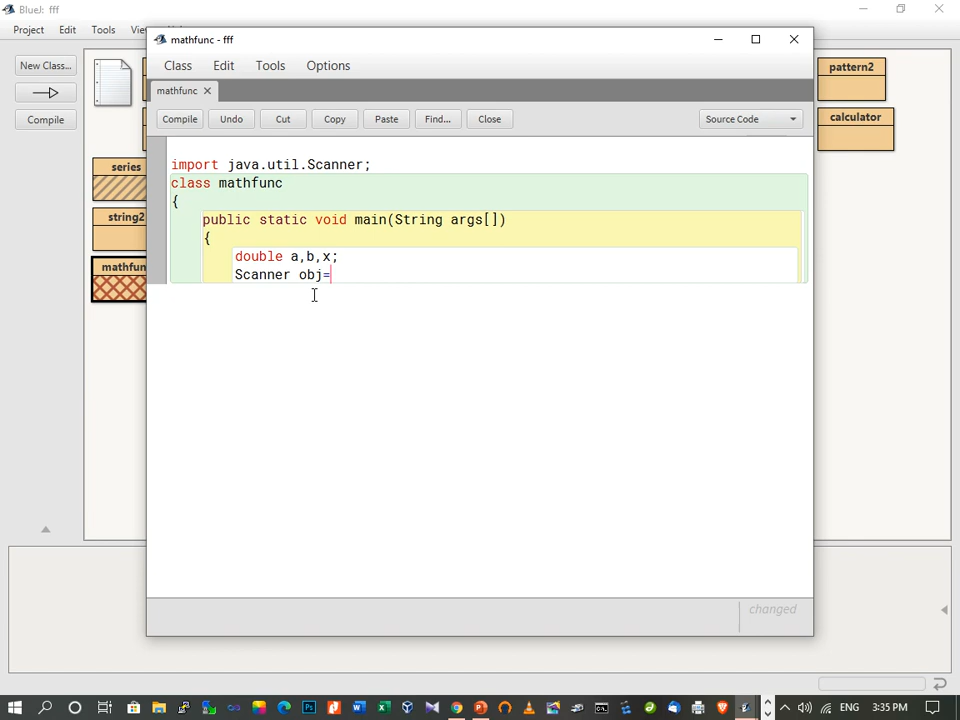 BlueJ: fff
Project Edit Tools
New Class...
Compile
series
string2
pattern2
calculator
mathfunc - fff
Class Edit Tools Options
mathfunc
Compile Undo Cut Copy Paste Find... Close Source Code
import java.util.Scanner;
class mathfunc
{
public static void main(String args[])
{
double a,b,x;
Scanner obj=
changed
ENG 3:35 PM